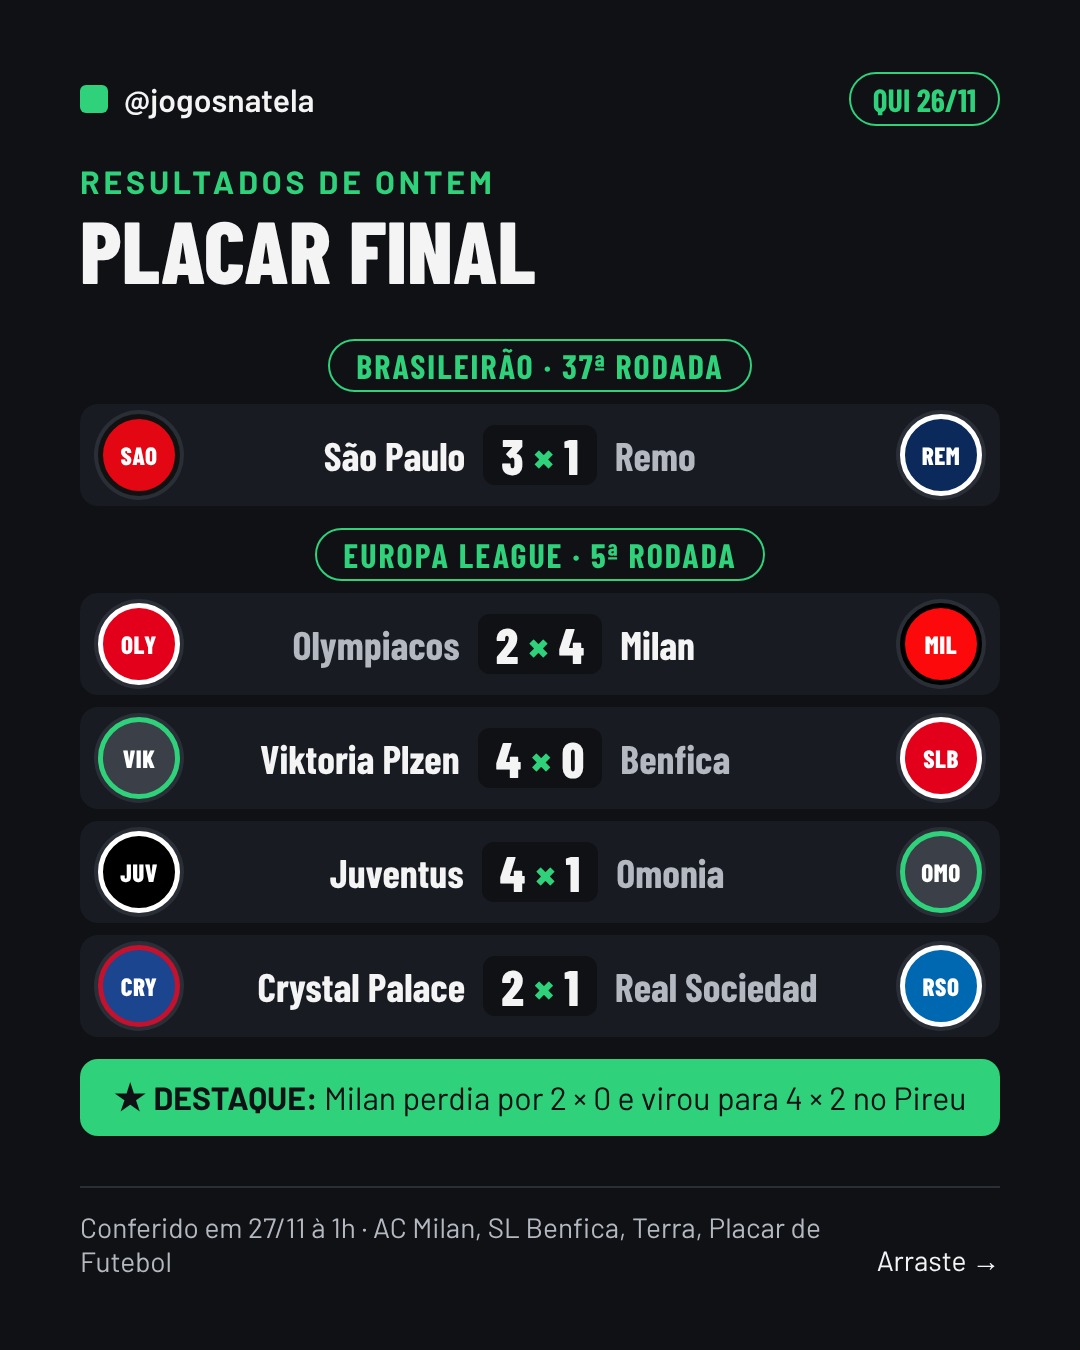 @jogosnatela
QUI 26/11
RESULTADOS DE ONTEM
PLACAR FINAL
BRASILEIRÃO · 37ª RODADA
SAO São Paulo 3 × 1 Remo REM
EUROPA LEAGUE · 5ª RODADA
OLY Olympiacos 2 × 4 Milan MIL
VIK Viktoria Plzen 4 × 0 Benfica SLB
JUV Juventus 4 × 1 Omonia OMO
CRY Crystal Palace 2 × 1 Real Sociedad RSO
★ DESTAQUE: Milan perdia por 2 × 0 e virou para 4 × 2 no Pireu
Conferido em 27/11 à 1h · AC Milan, SL Benfica, Terra, Placar de
Futebol
Arraste →